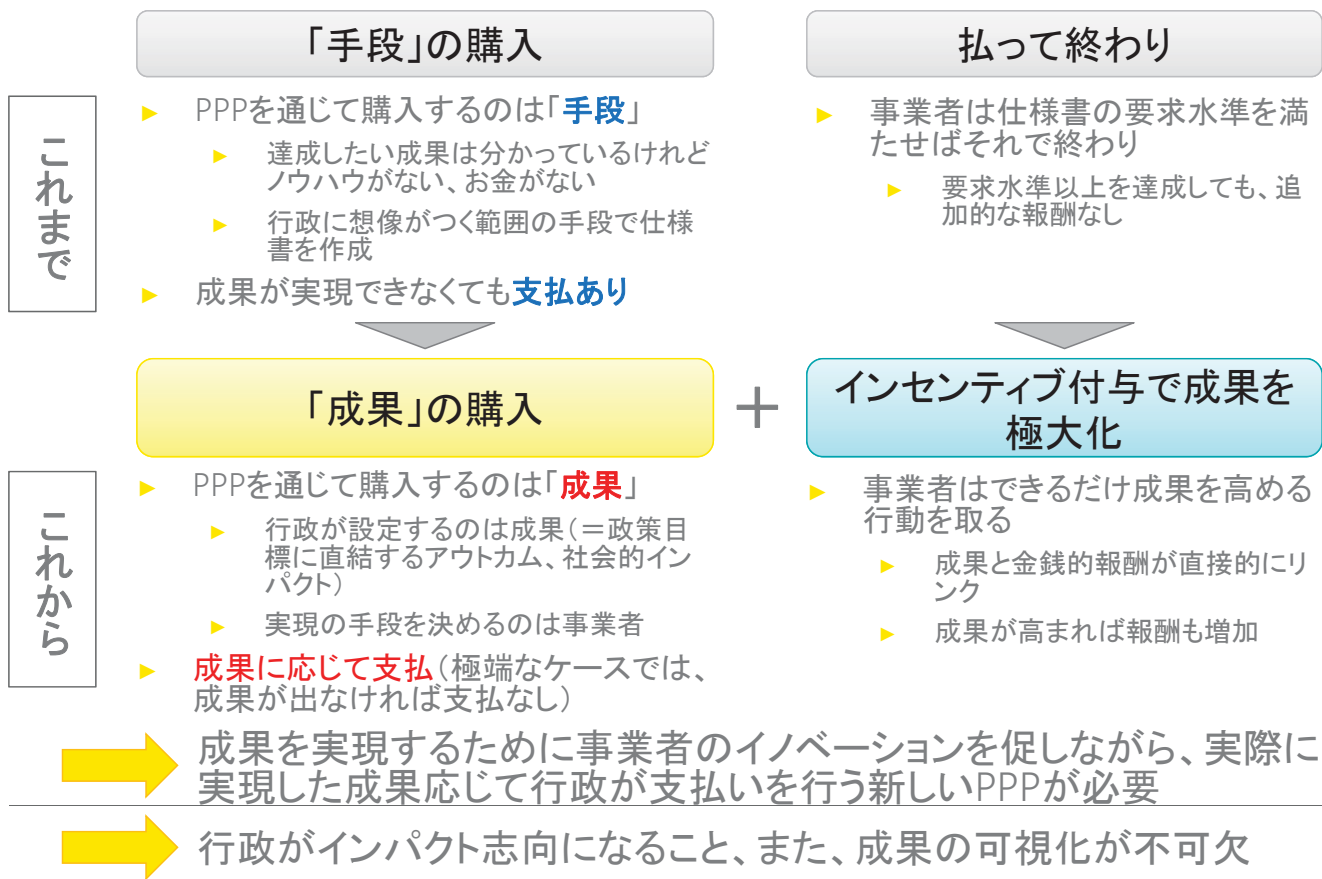 「手段」の購入
払って終わり
これまで
► PPPを通じて購入するのは「手段」
► 達成したい成果は分かっているけれど
ノウハウがない、お金がない
► 行政に想像がつく範囲の手段で仕様
書を作成
► 成果が実現できなくても支払あり
► 事業者は仕様書の要求水準を満
たせばそれで終わり
► 要求水準以上を達成しても、追
加的な報酬なし
「成果」の購入
＋
インセンティブ付与で成果を
極大化
これから
► PPPを通じて購入するのは「成果」
► 行政が設定するのは成果（＝政策目
標に直結するアウトカム、社会的イン
パクト）
► 実現の手段を決めるのは事業者
► 成果に応じて支払（極端なケースでは、
成果が出なければ支払なし）
► 事業者はできるだけ成果を高める
行動を取る
► 成果と金銭的報酬が直接的にリ
ンク
► 成果が高まれば報酬も増加
成果を実現するために事業者のイノベーションを促しながら、実際に
実現した成果応じて行政が支払いを行う新しいPPPが必要
行政がインパクト志向になること、また、成果の可視化が不可欠